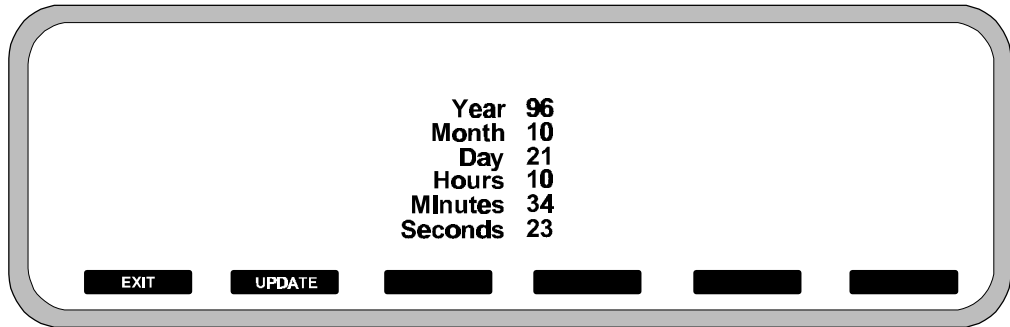 Year 96
Month 10
Day 21
Hours 10
Minutes 34
Seconds 23
EXIT UPDATE